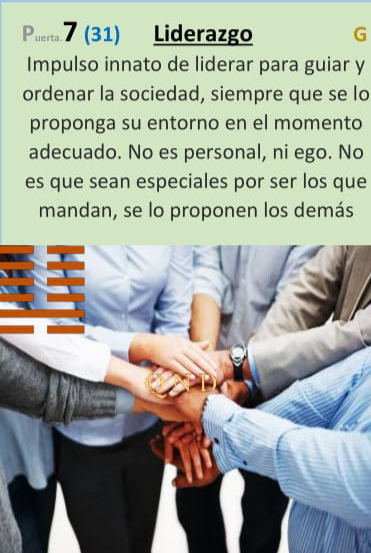 Puerta. 7 (31) Liderazgo G
Impulso innato de liderar para guiar y
ordenar la sociedad, siempre que se lo
proponga su entorno en el momento
adecuado. No es personal, ni ego. No
es que sean especiales por ser los que
mandan, se lo proponen los demás